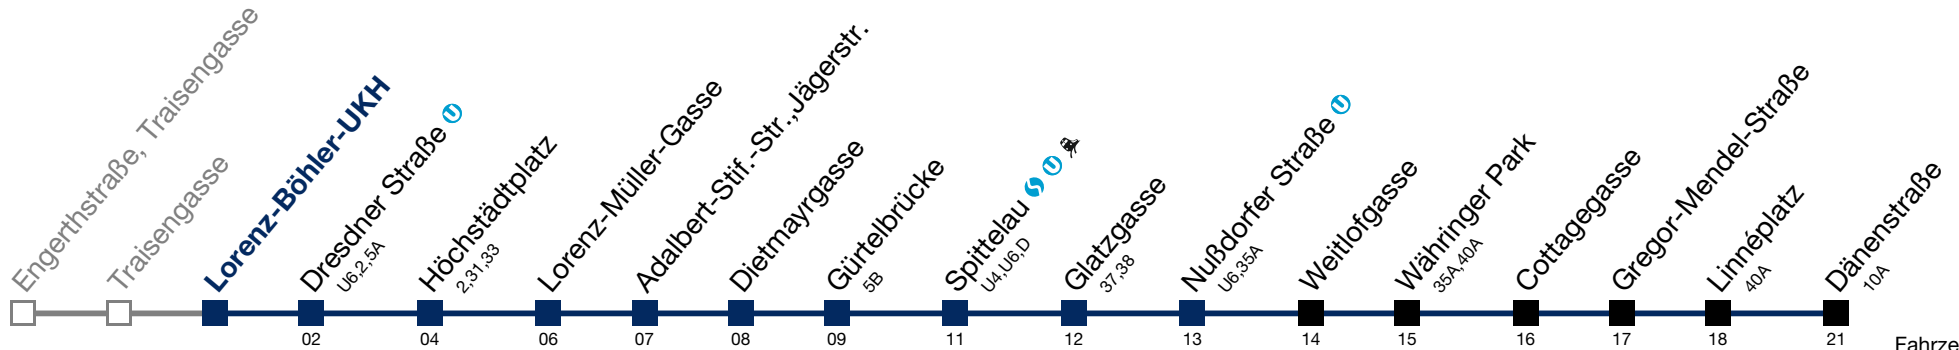 Engerthstraße, Traisengasse
Traisengasse
Lorenz-Böhler-UKH
Dresdner Straße
U6,2,5A
Höchstädtplatz
2,31,33
Lorenz-Müller-Gasse
Adalbert-Stif.-Str.,Jägerstr.
Dietmayrgasse
Gürtelbrücke
5B
Spittelau
U4,U6,D
Glatzgasse
37,38
Nußdorfer Straße
U6,35A
Weitlofgasse
Währinger Park
35A,40A
Cottagegasse
Gregor-Mendel-Straße
Linnéplatz
40A
Dänenstraße
10A
02 04 06 07 08 09 11 12 13 14 15 16 17 18 21
Fahrze